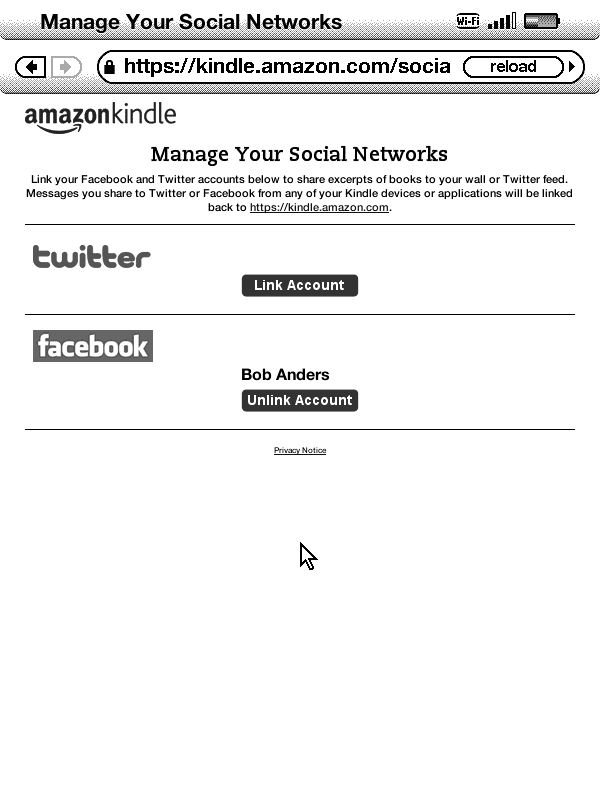 Manage Your Social Networks
Wi-Fi
https://kindle.amazon.com/socia
reload
amazonkindle
Manage Your Social Networks
Link your Facebook and Twitter accounts below to share excerpts of books to your wall or Twitter feed.
Messages you share to Twitter or Facebook from any of your Kindle devices or applications will be linked
back to https://kindle.amazon.com.
twitter
Link Account
facebook
Bob Anders
Unlink Account
Privacy Notice